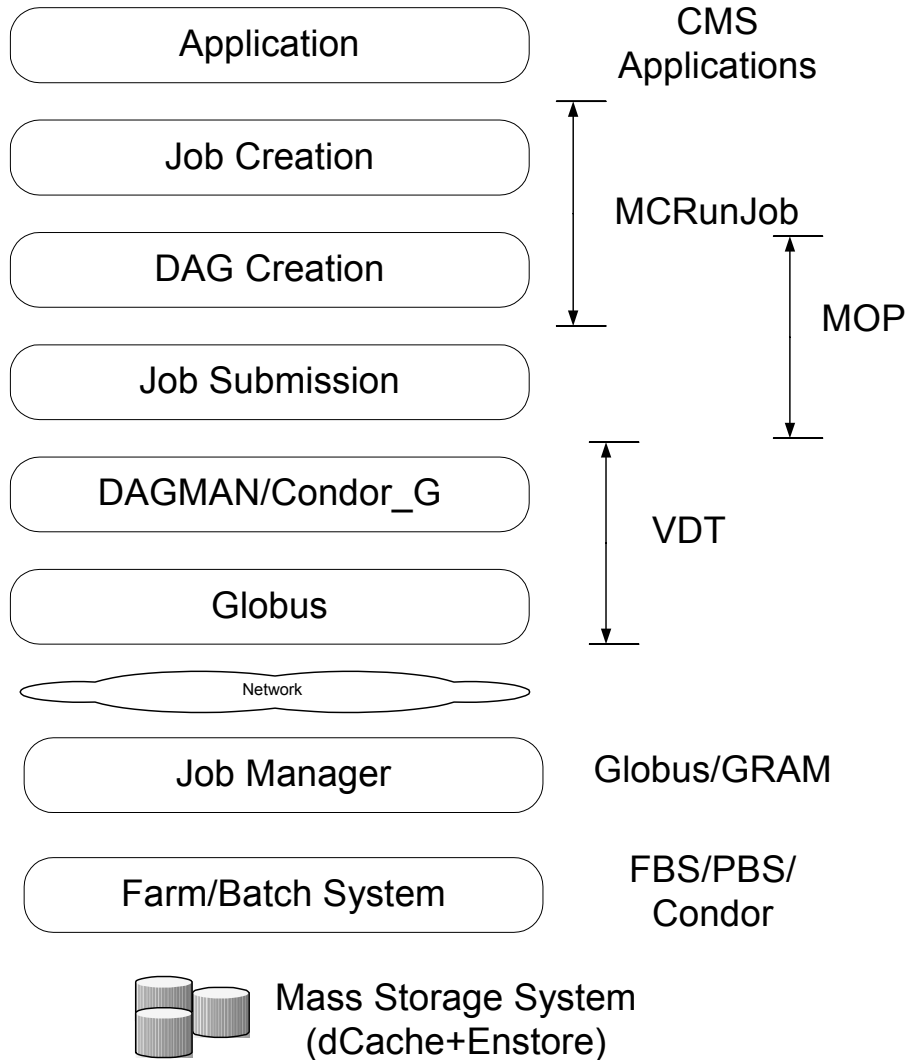 Application
CMS
Applications
Job Creation
MCRunJob
DAG Creation
MOP
Job Submission
DAGMAN/Condor_G
VDT
Globus
Network
Job Manager
Globus/GRAM
Farm/Batch System
FBS/PBS/
Condor
Mass Storage System
(dCache+Enstore)